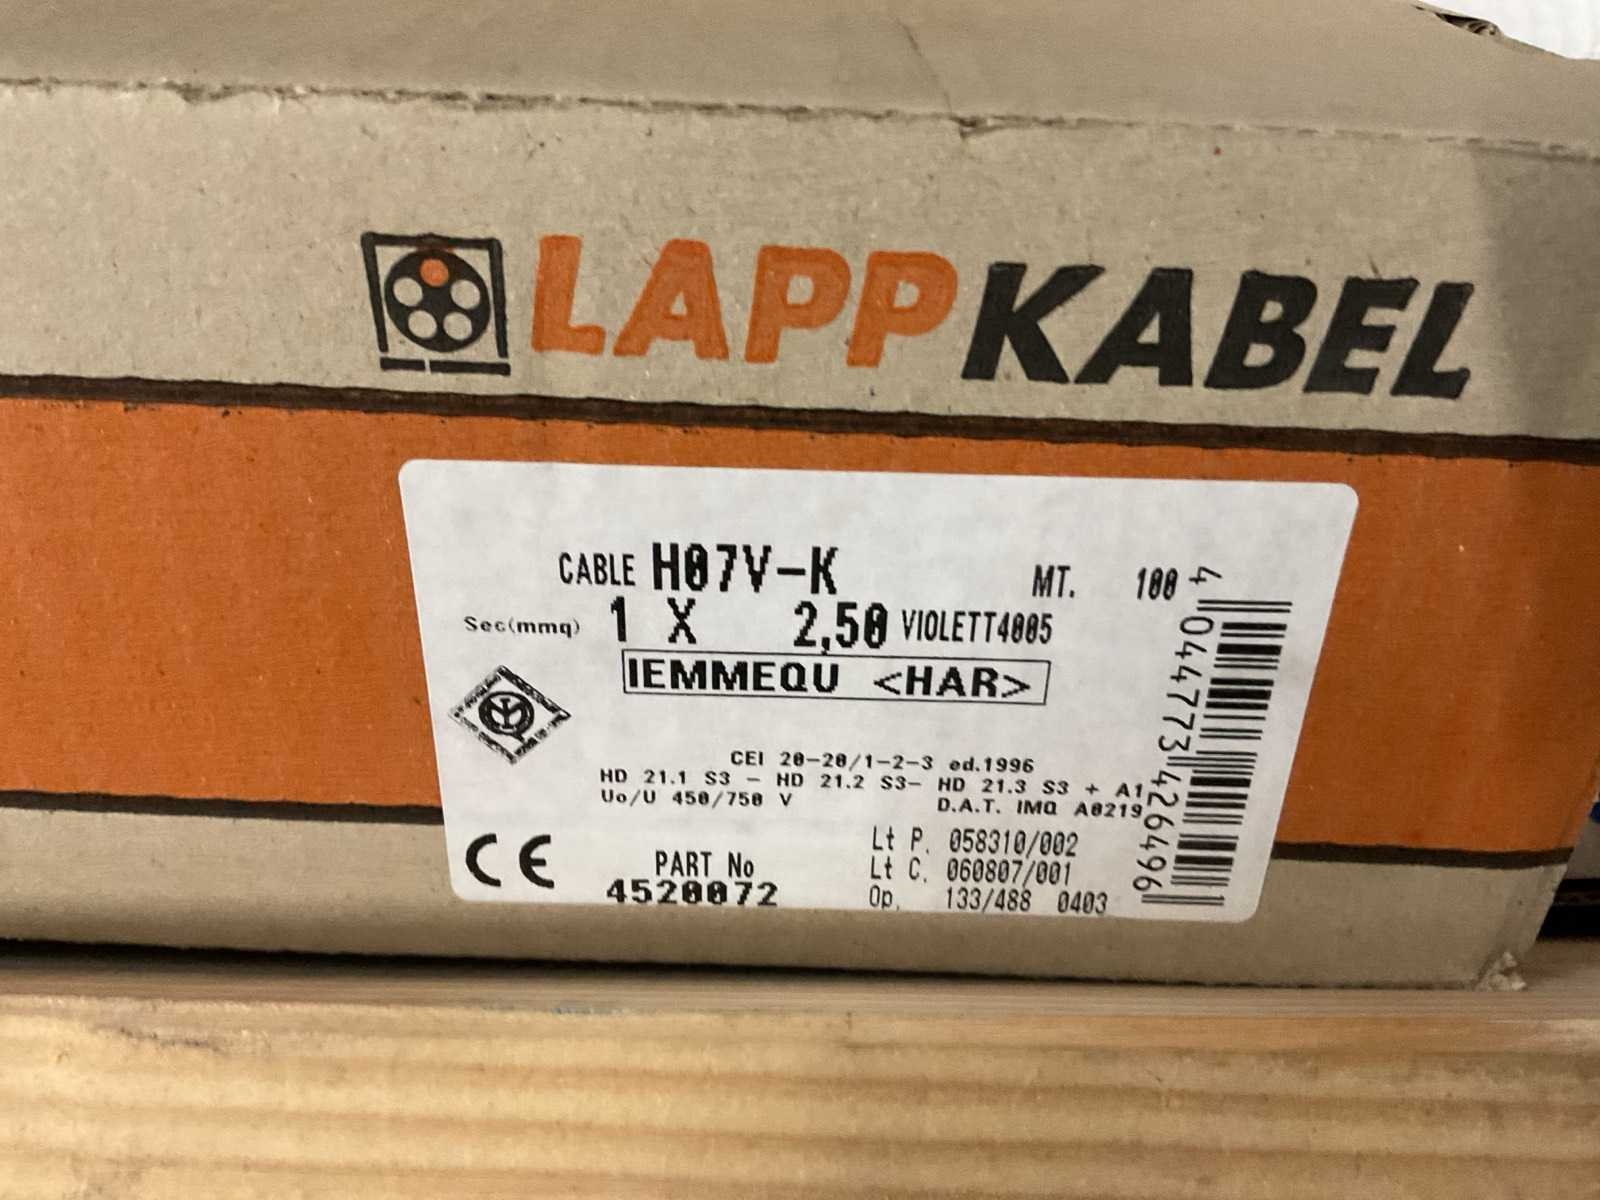 LAPP KABEL
CABLE H07V-K MT. 100
Sec(mmq) 1 X 2,50 VIOLETT4005
IEMMEQU <HAR>
CEI 20-20/1-2-3 ed.1996
HD 21.1 S3 - HD 21.2 S3- HD 21.3 S3 + A1
Uo/U 450/750 V D.A.T. IMQ A0219
CE
PART No
4520072
Lt P. 058310/002
Lt C. 060807/001
Op. 133/488 0403
4 044773 426496